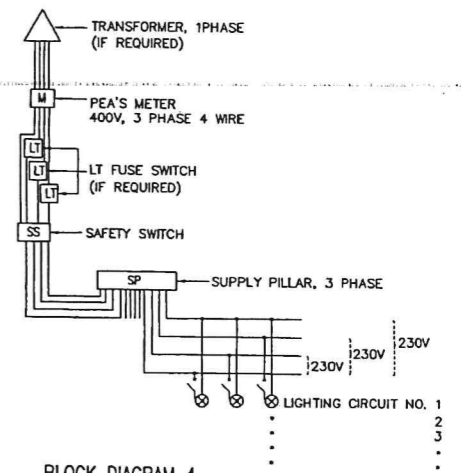 TRANSFORMER, 1PHASE
(IF REQUIRED)
M
PEA'S METER
400V, 3 PHASE 4 WIRE
LT
LT
LT
LT FUSE SWITCH
(IF REQUIRED)
SS
SAFETY SWITCH
SP
SUPPLY PILLAR, 3 PHASE
230V
230V
230V
LIGHTING CIRCUIT NO. 1
2
3
BLOCK DIAGRAM 4